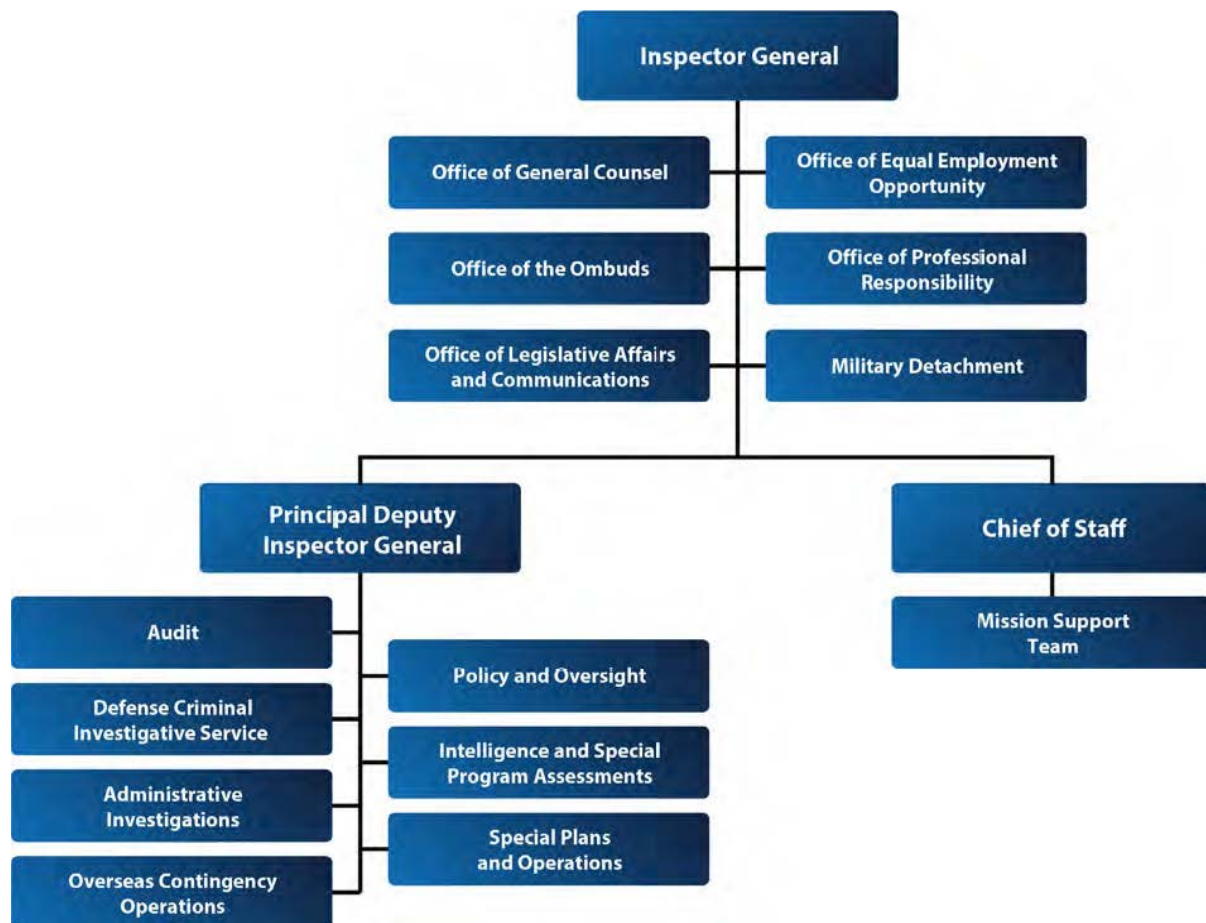 Inspector General
Office of General Counsel
Office of Equal Employment
Opportunity
Office of the Ombuds
Office of Professional
Responsibility
Office of Legislative Affairs
and Communications
Military Detachment
Principal Deputy
Inspector General
Chief of Staff
Audit
Mission Support
Team
Policy and Oversight
Defense Criminal
Investigative Service
Intelligence and Special
Program Assessments
Administrative
Investigations
Special Plans
and Operations
Overseas Contingency
Operations